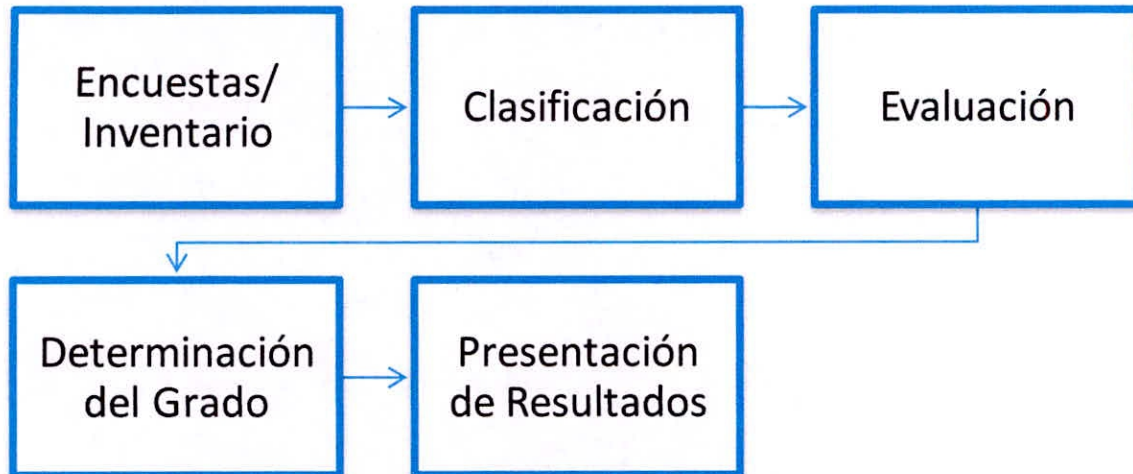 Encuestas/
Inventario
Clasificación
Evaluación
Determinación
del Grado
Presentación
de Resultados